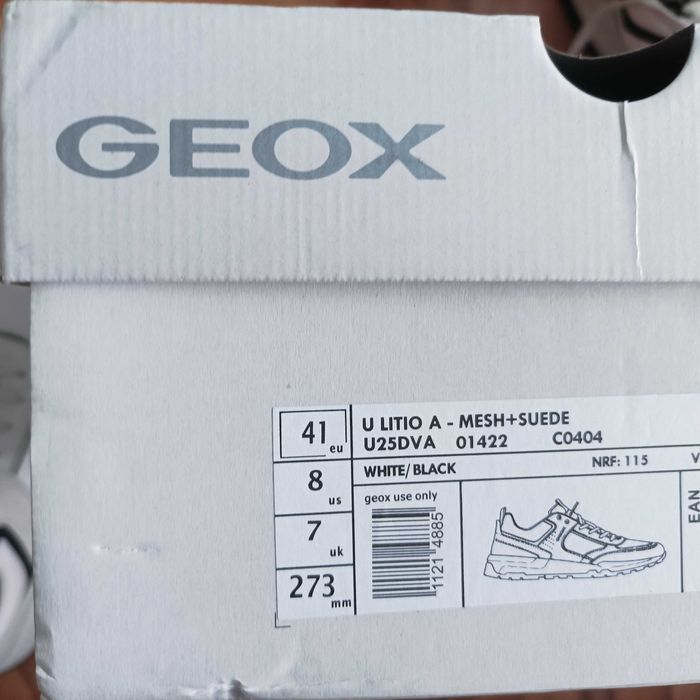 GEOX
41 eu
U LITIO A - MESH+SUEDE
U25DVA 01422 C0404
8 us
WHITE/BLACK NRF: 115 V
geox use only
7 uk
1121 4885
EAN
273 mm